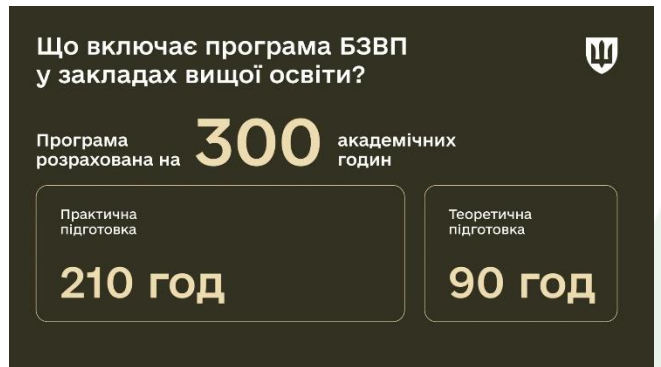 Що включає програма БЗВП
у закладах вищої освіти?
Програма
розрахована на
300
академічних
годин
Практична
підготовка
210 год
Теоретична
підготовка
90 год